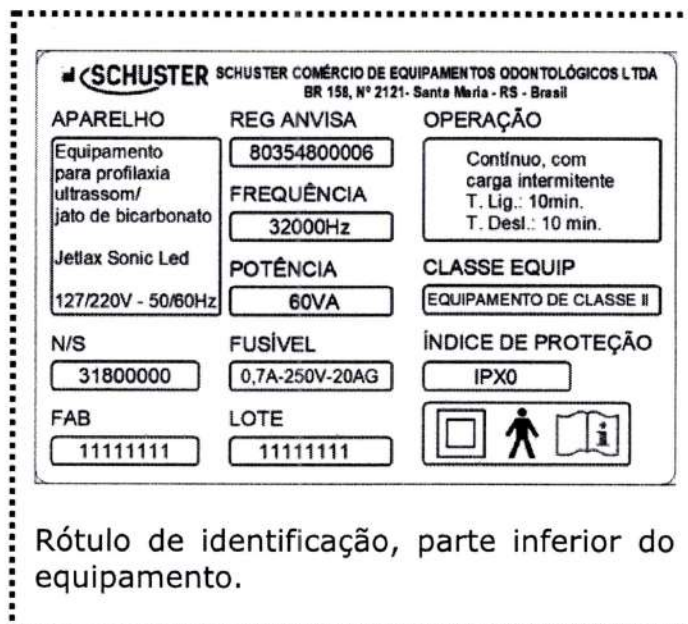 SCHUSTER SCHUSTER COMÉRCIO DE EQUIPAMENTOS ODONTOLÓGICOS LTDA
BR 158, Nº 2121- Santa Maria - RS - Brasil
APARELHO
Equipamento
para profilaxia
ultrassom/
jato de bicarbonato
Jetlax Sonic Led
127/220V - 50/60Hz
N/S
31800000
FAB
11111111
REG ANVISA
80354800006
FREQUÊNCIA
32000Hz
POTÊNCIA
60VA
FUSÍVEL
0,7A-250V-20AG
LOTE
11111111
OPERAÇÃO
Contínuo, com
carga intermitente
T. Lig.: 10min.
T. Desl.: 10 min.
CLASSE EQUIP
EQUIPAMENTO DE CLASSE II
ÍNDICE DE PROTEÇÃO
IPX0
i
Rótulo de identificação, parte inferior do
equipamento.